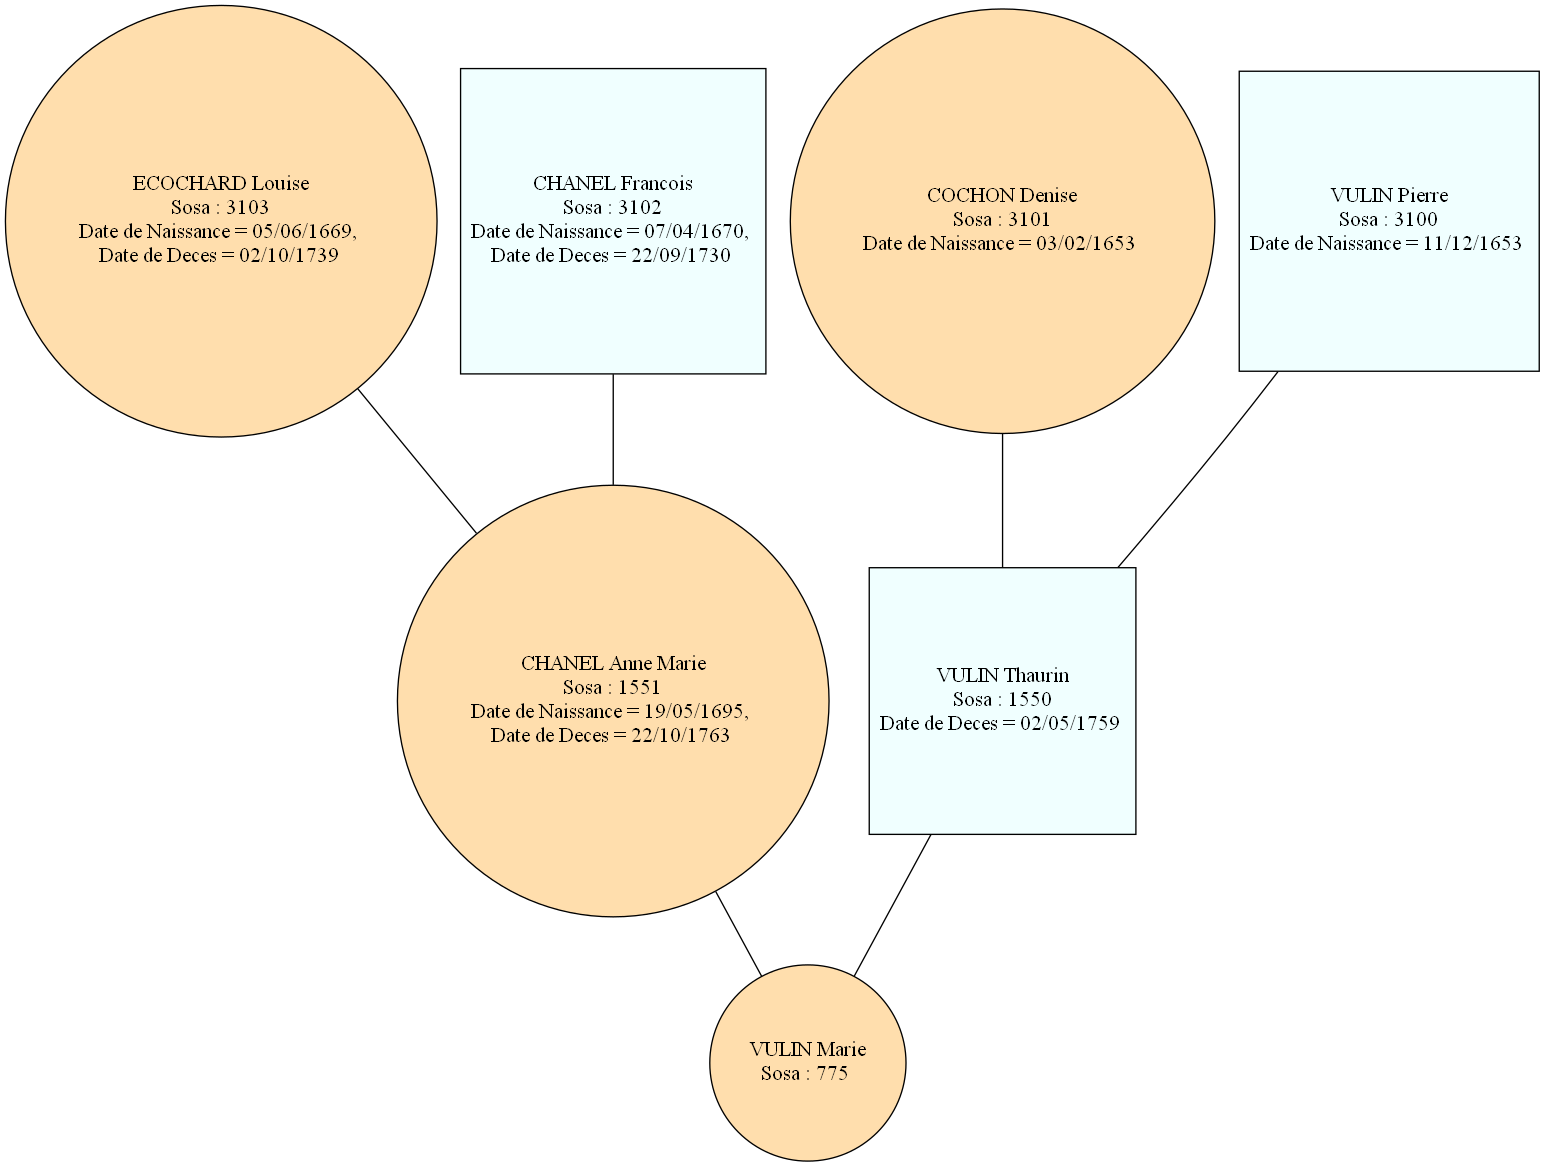 ECOCHARD Louise
Sosa : 3103
Date de Naissance = 05/06/1669,
Date de Deces = 02/10/1739
CHANEL Francois
Sosa : 3102
Date de Naissance = 07/04/1670,
Date de Deces = 22/09/1730
COCHON Denise
Sosa : 3101
Date de Naissance = 03/02/1653
VULIN Pierre
Sosa : 3100
Date de Naissance = 11/12/1653
CHANEL Anne Marie
Sosa : 1551
Date de Naissance = 19/05/1695,
Date de Deces = 22/10/1763
VULIN Thaurin
Sosa : 1550
Date de Deces = 02/05/1759
VULIN Marie
Sosa : 775